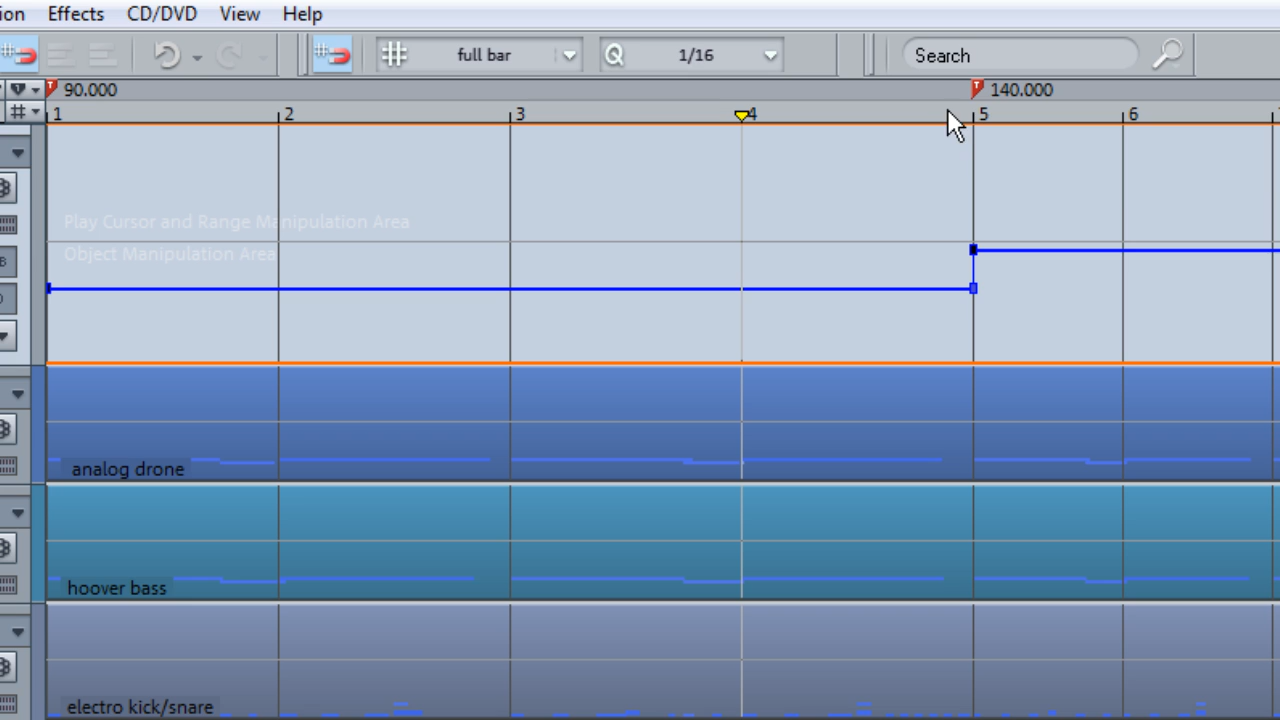 ion Effects CD/DVD View Help
full bar Q 1/16 Search
90.000 140.000
1 2 3 4 5 6
Play Cursor and Range Manipulation Area
Object Manipulation Area
analog drone
hoover bass
electro kick/snare